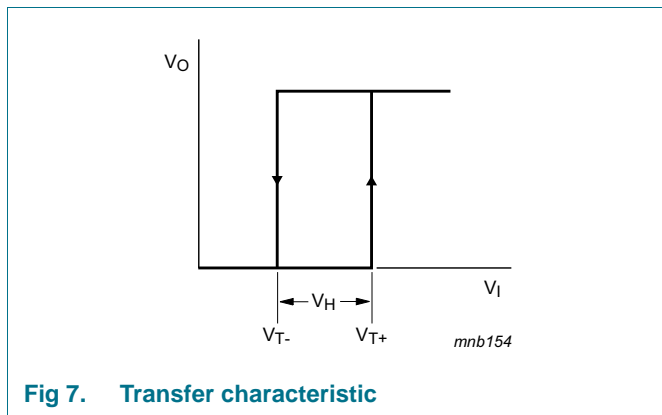 VO
VI
VH
VT-
VT+
mnb154
Fig 7. Transfer characteristic